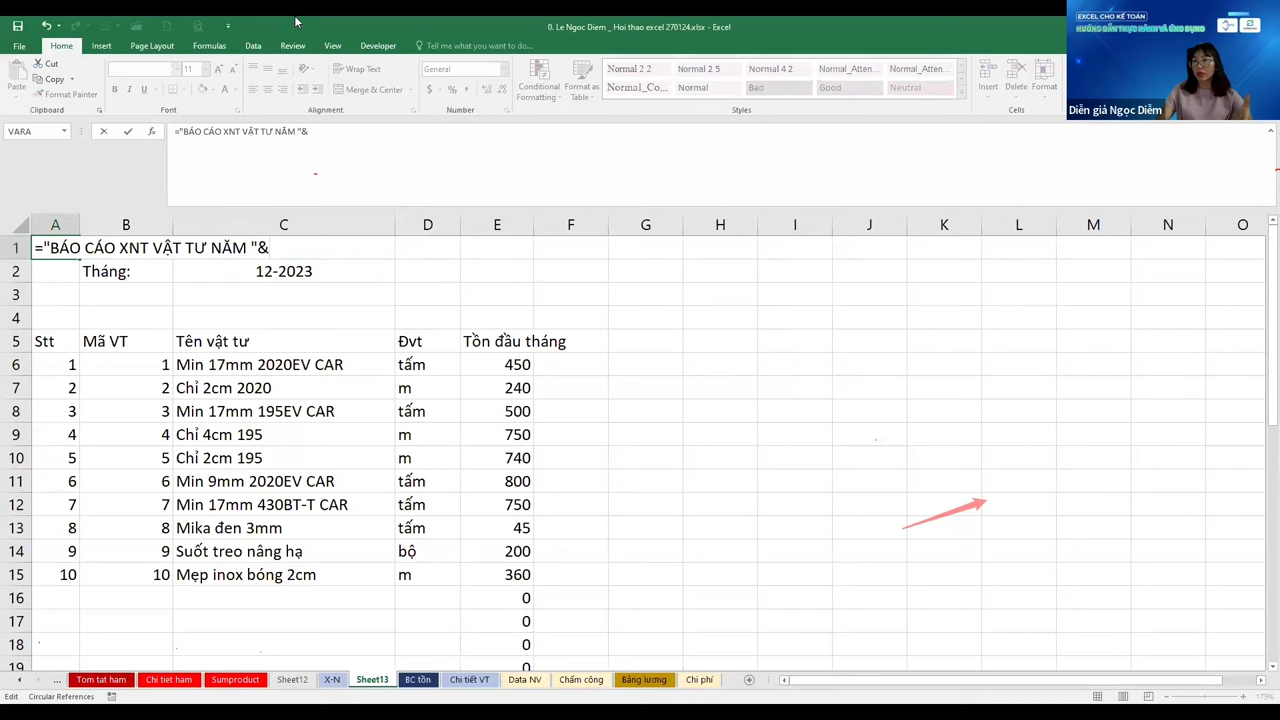 0. Le Ngoc Diem _ Hoi thao excel 270124.xlsx - Excel
EXCEL CHO KẾ TOÁN
HƯỚNG DẪN THỰC HÀNH VÀ ỨNG DỤNG
Diễn giả Ngọc Diễm
File Home Insert Page Layout Formulas Data Review View Developer Tell me what you want to do...
Cut
Copy
Format Painter
Paste
Clipboard
11
B I U
Font
Wrap Text
Merge & Center
Alignment
General
$ % ,
Number
Conditional Formatting
Format as Table
Normal 2 2 Normal 2 5 Normal 4 2 Normal_Atten... Normal_Atten...
Normal_Co... Normal Bad Good Neutral
Styles
Insert Delete Format
Cells
VARA
fx
="BÁO CÁO XNT VẬT TƯ NĂM "&
A B C D E F G H I J K L M N O
1 ="BÁO CÁO XNT VẬT TƯ NĂM "&
2 Tháng: 12-2023
3
4
5 Stt Mã VT Tên vật tư Đvt Tồn đầu tháng
6 1 1 Min 17mm 2020EV CAR tấm 450
7 2 2 Chỉ 2cm 2020 m 240
8 3 3 Min 17mm 195EV CAR tấm 500
9 4 4 Chỉ 4cm 195 m 750
10 5 5 Chỉ 2cm 195 m 740
11 6 6 Min 9mm 2020EV CAR tấm 800
12 7 7 Min 17mm 430BT-T CAR tấm 750
13 8 8 Mika đen 3mm tấm 45
14 9 9 Suốt treo nâng hạ bộ 200
15 10 10 Mẹp inox bóng 2cm m 360
16 0
17 0
18 0
19 0
... Tom tat ham Chi tiet ham Sumproduct Sheet12 X-N Sheet13 BC tồn Chi tiết VT Data NV Chấm công Bảng lương Chi phí
Edit Circular References 175%